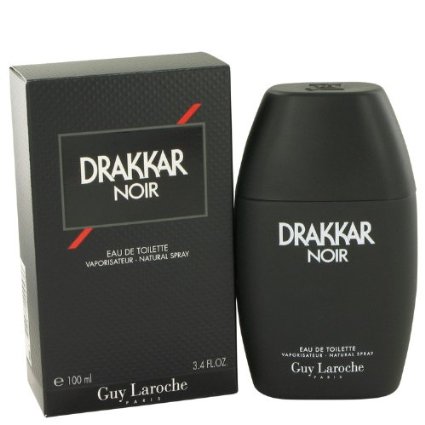 DRAKKAR
NOIR
EAU DE TOILETTE
VAPORISATEUR - NATURAL SPRAY
℮ 100 ml 3.4 FL.OZ.
Guy Laroche
PARIS
DRAKKAR
NOIR
EAU DE TOILETTE
VAPORISATEUR - NATURAL SPRAY
Guy Laroche
PARIS